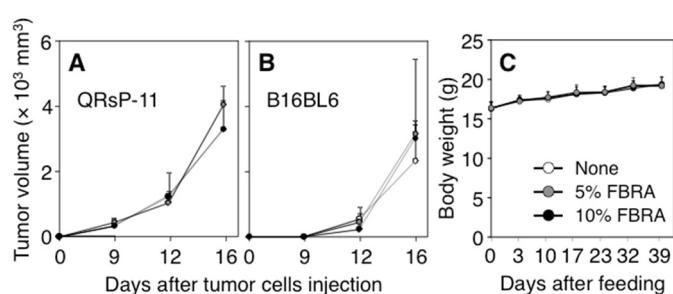 Tumor volume (× 10³ mm³)
6
4
2
0
A
QRsP-11
0 9 12 16
B
B16BL6
0 9 12 16
Days after tumor cells injection
Body weight (g)
25
20
15
10
5
0
C
None
5% FBRA
10% FBRA
0 3 10 17 23 32 39
Days after feeding